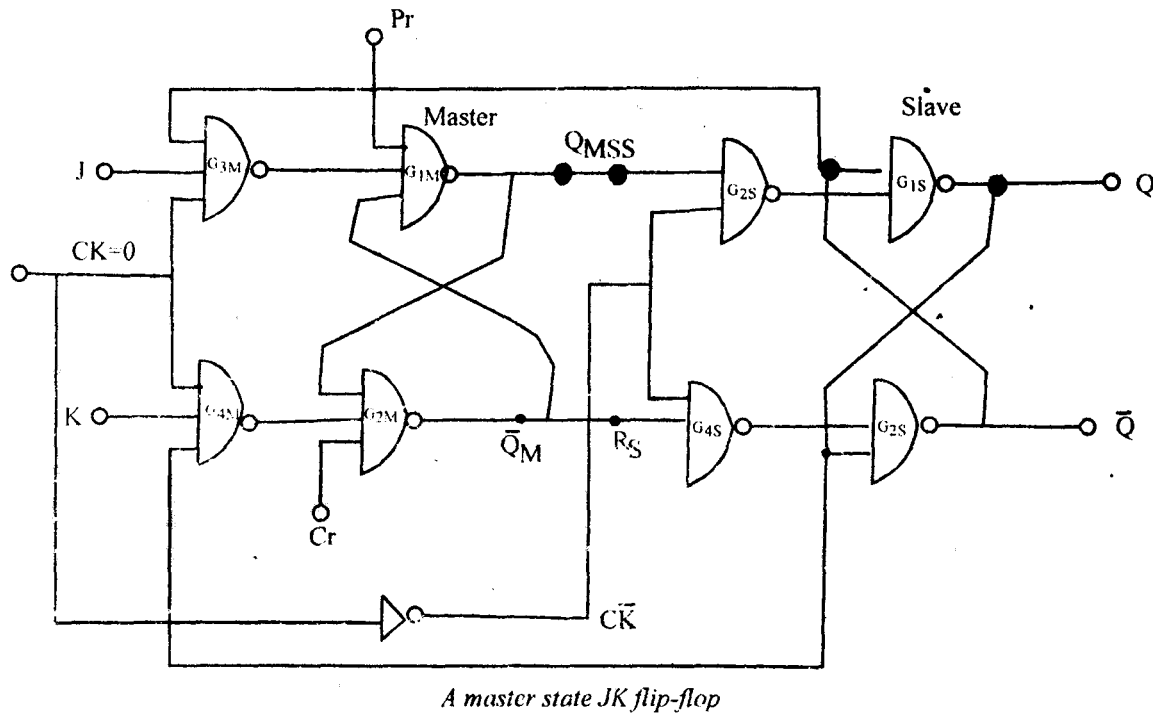 Pr
Master
Slave
Q_MSS
J
G3M
G1M
G2S
G1S
Q
CK=0
K
G4M
G2M
Q̅_M
R_S
G4S
G2S
Q̅
Cr
CK̅
A master state JK flip-flop